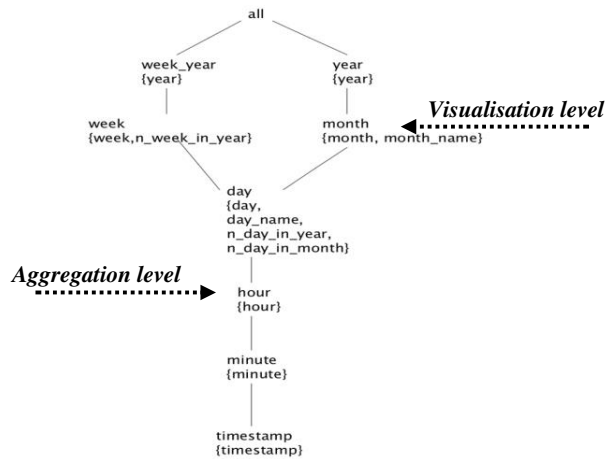 all
week_year
{year}
year
{year}
Visualisation level
week
{week,n_week_in_year}
month
{month, month_name}
day
{day,
day_name,
n_day_in_year,
n_day_in_month}
Aggregation level
hour
{hour}
minute
{minute}
timestamp
{timestamp}